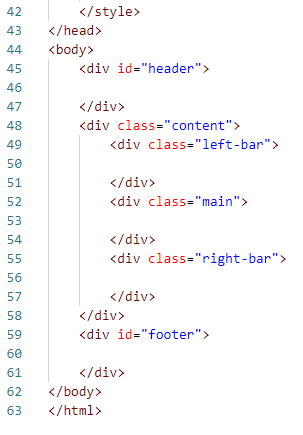 42 </style>
43 </head>
44 <body>
45 <div id="header">
46
47 </div>
48 <div class="content">
49 <div class="left-bar">
50
51 </div>
52 <div class="main">
53
54 </div>
55 <div class="right-bar">
56
57 </div>
58 </div>
59 <div id="footer">
60
61 </div>
62 </body>
63 </html>